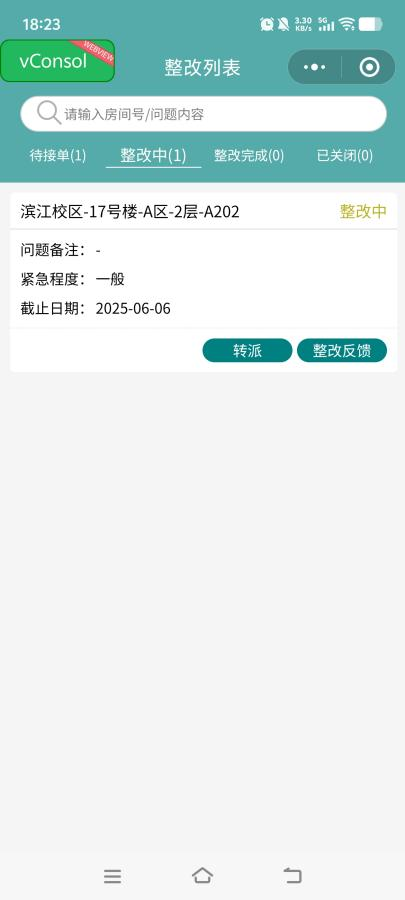 18:23
3.30 KB/s
5G
vConsol
WEBVIEW
整改列表
请输入房间号/问题内容
待接单(1)
整改中(1)
整改完成(0)
已关闭(0)
滨江校区-17号楼-A区-2层-A202
整改中
问题备注： -
紧急程度： 一般
截止日期： 2025-06-06
转派
整改反馈